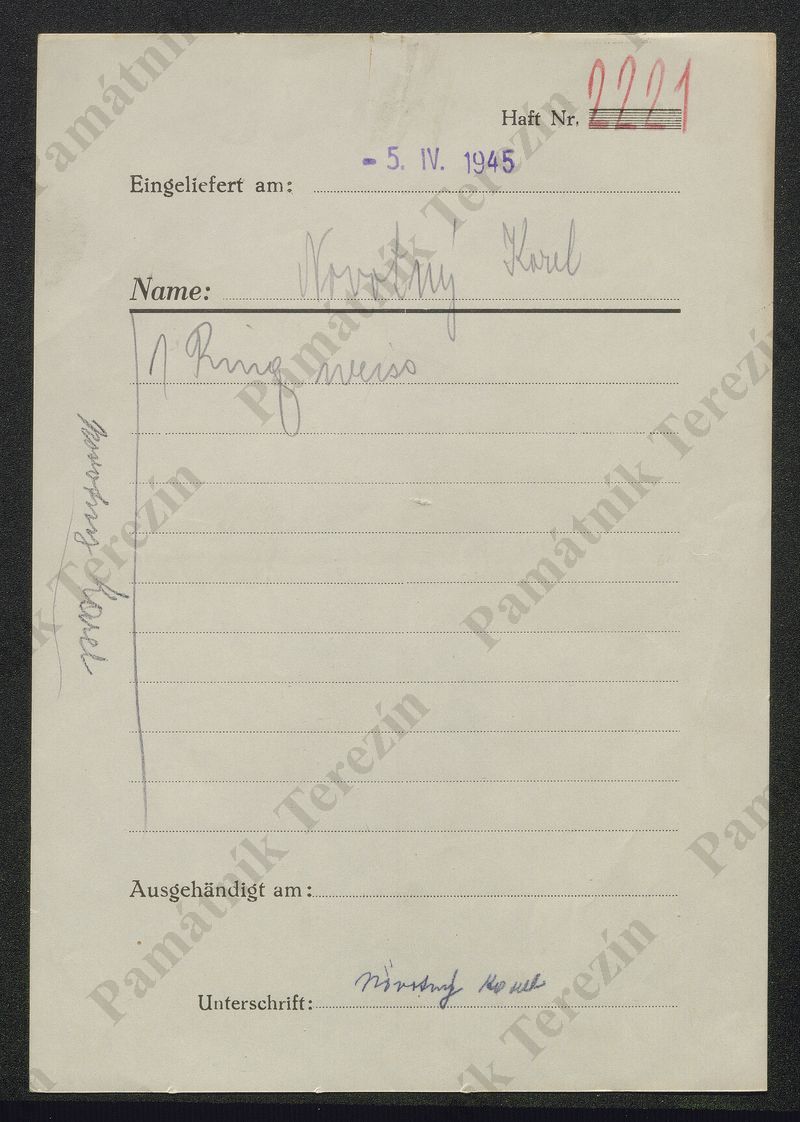 Haft Nr. 2221
Eingeliefert am: - 5. IV. 1945
Name: Novotný Karel
1 Ring weiss
Novotny Karel
Ausgehändigt am:
Unterschrift: Novotný Karel
Památník Terezín